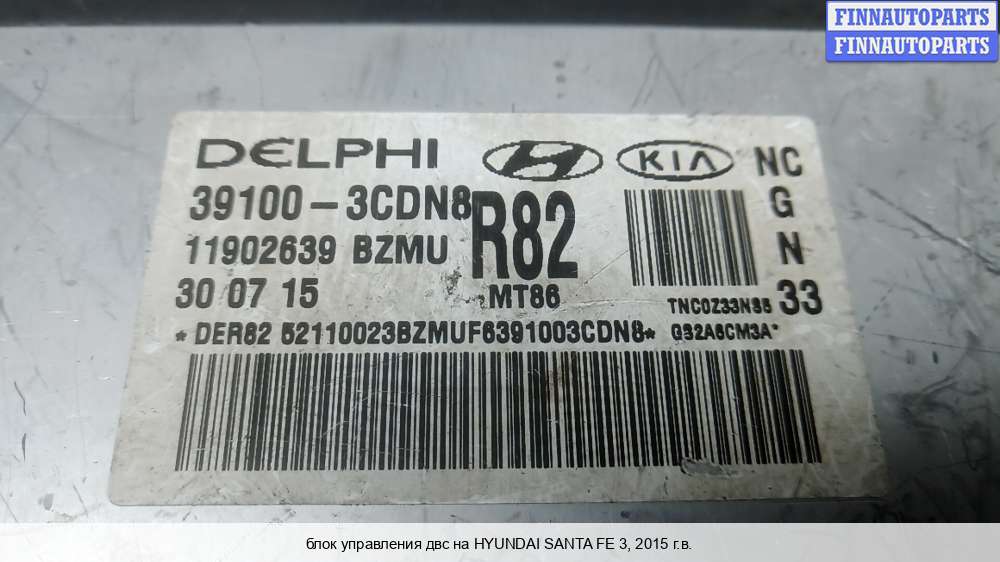 FINNAUTOPARTS
FINNAUTOPARTS
DELPHI KIA NC
39100-3CDN8 R82 G
11902639 BZMU N
30 07 15 MT86 TNC0Z33N38 33
*DER82 52110023BZMUF6391003CDN8* G32A6CM3A*
блок управления двс на HYUNDAI SANTA FE 3, 2015 г.в.